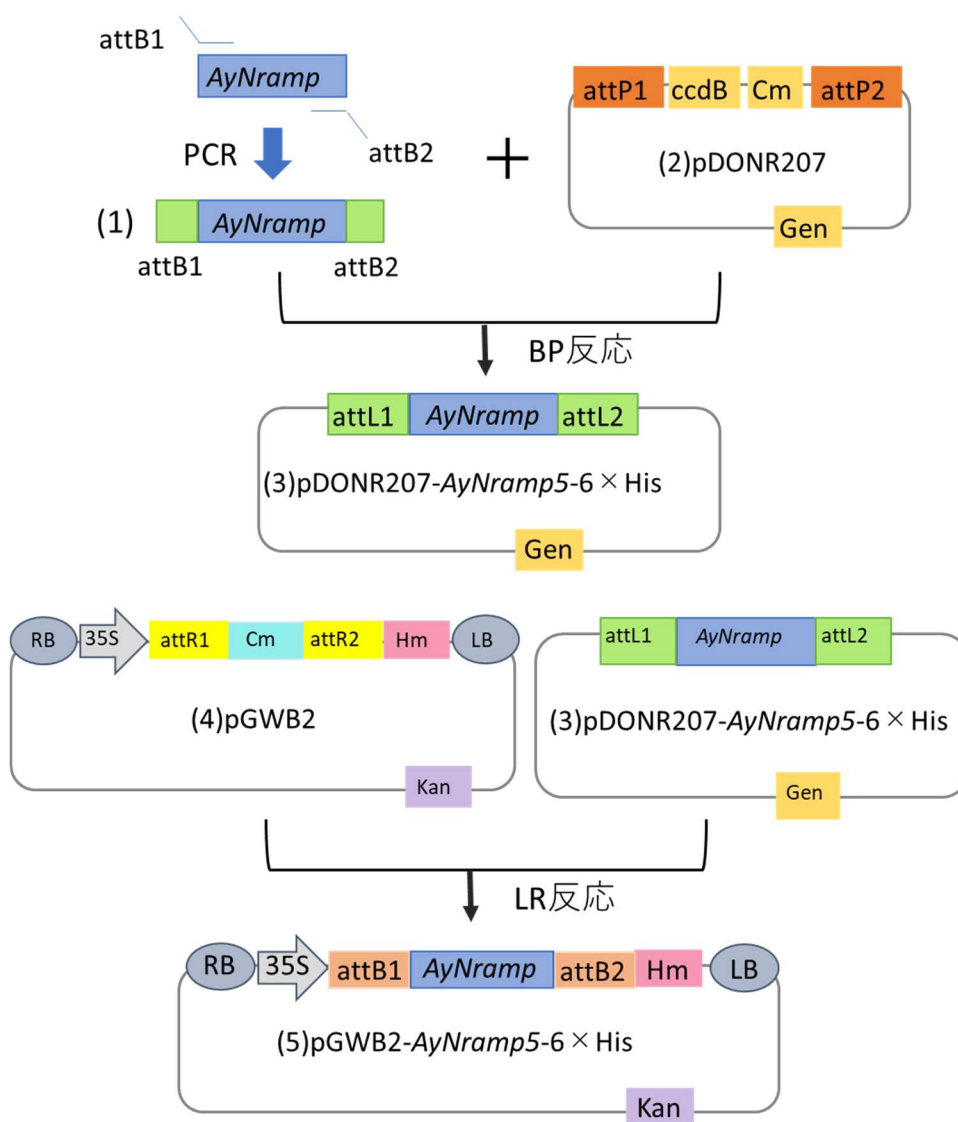 attB1
AyNramp
PCR
attB2
(1)
AyNramp
attB1
attB2
+
attP1
ccdB
Cm
attP2
(2)pDONR207
Gen
BP反応
attL1
AyNramp
attL2
(3)pDONR207-AyNramp5-6×His
Gen
RB
35S
attR1
Cm
attR2
Hm
LB
(4)pGWB2
Kan
attL1
AyNramp
attL2
(3)pDONR207-AyNramp5-6×His
Gen
LR反応
RB
35S
attB1
AyNramp
attB2
Hm
LB
(5)pGWB2-AyNramp5-6×His
Kan